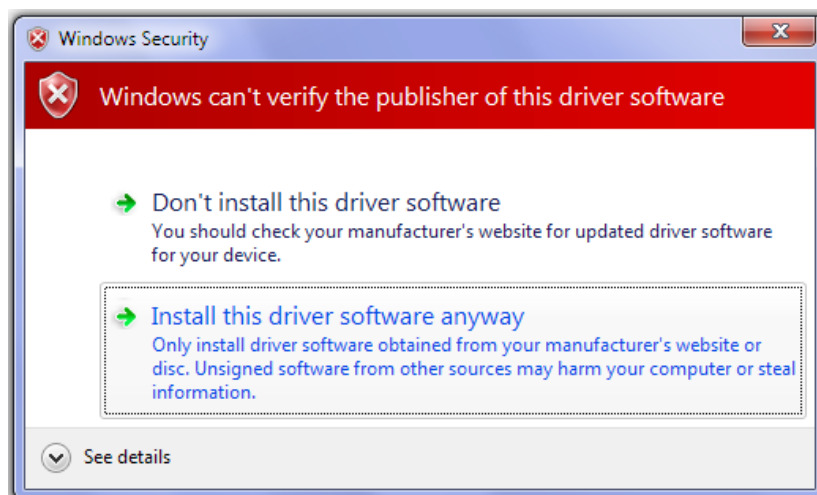 Windows Security
Windows can't verify the publisher of this driver software
Don't install this driver software
You should check your manufacturer's website for updated driver software
for your device.
Install this driver software anyway
Only install driver software obtained from your manufacturer's website or
disc. Unsigned software from other sources may harm your computer or steal
information.
See details